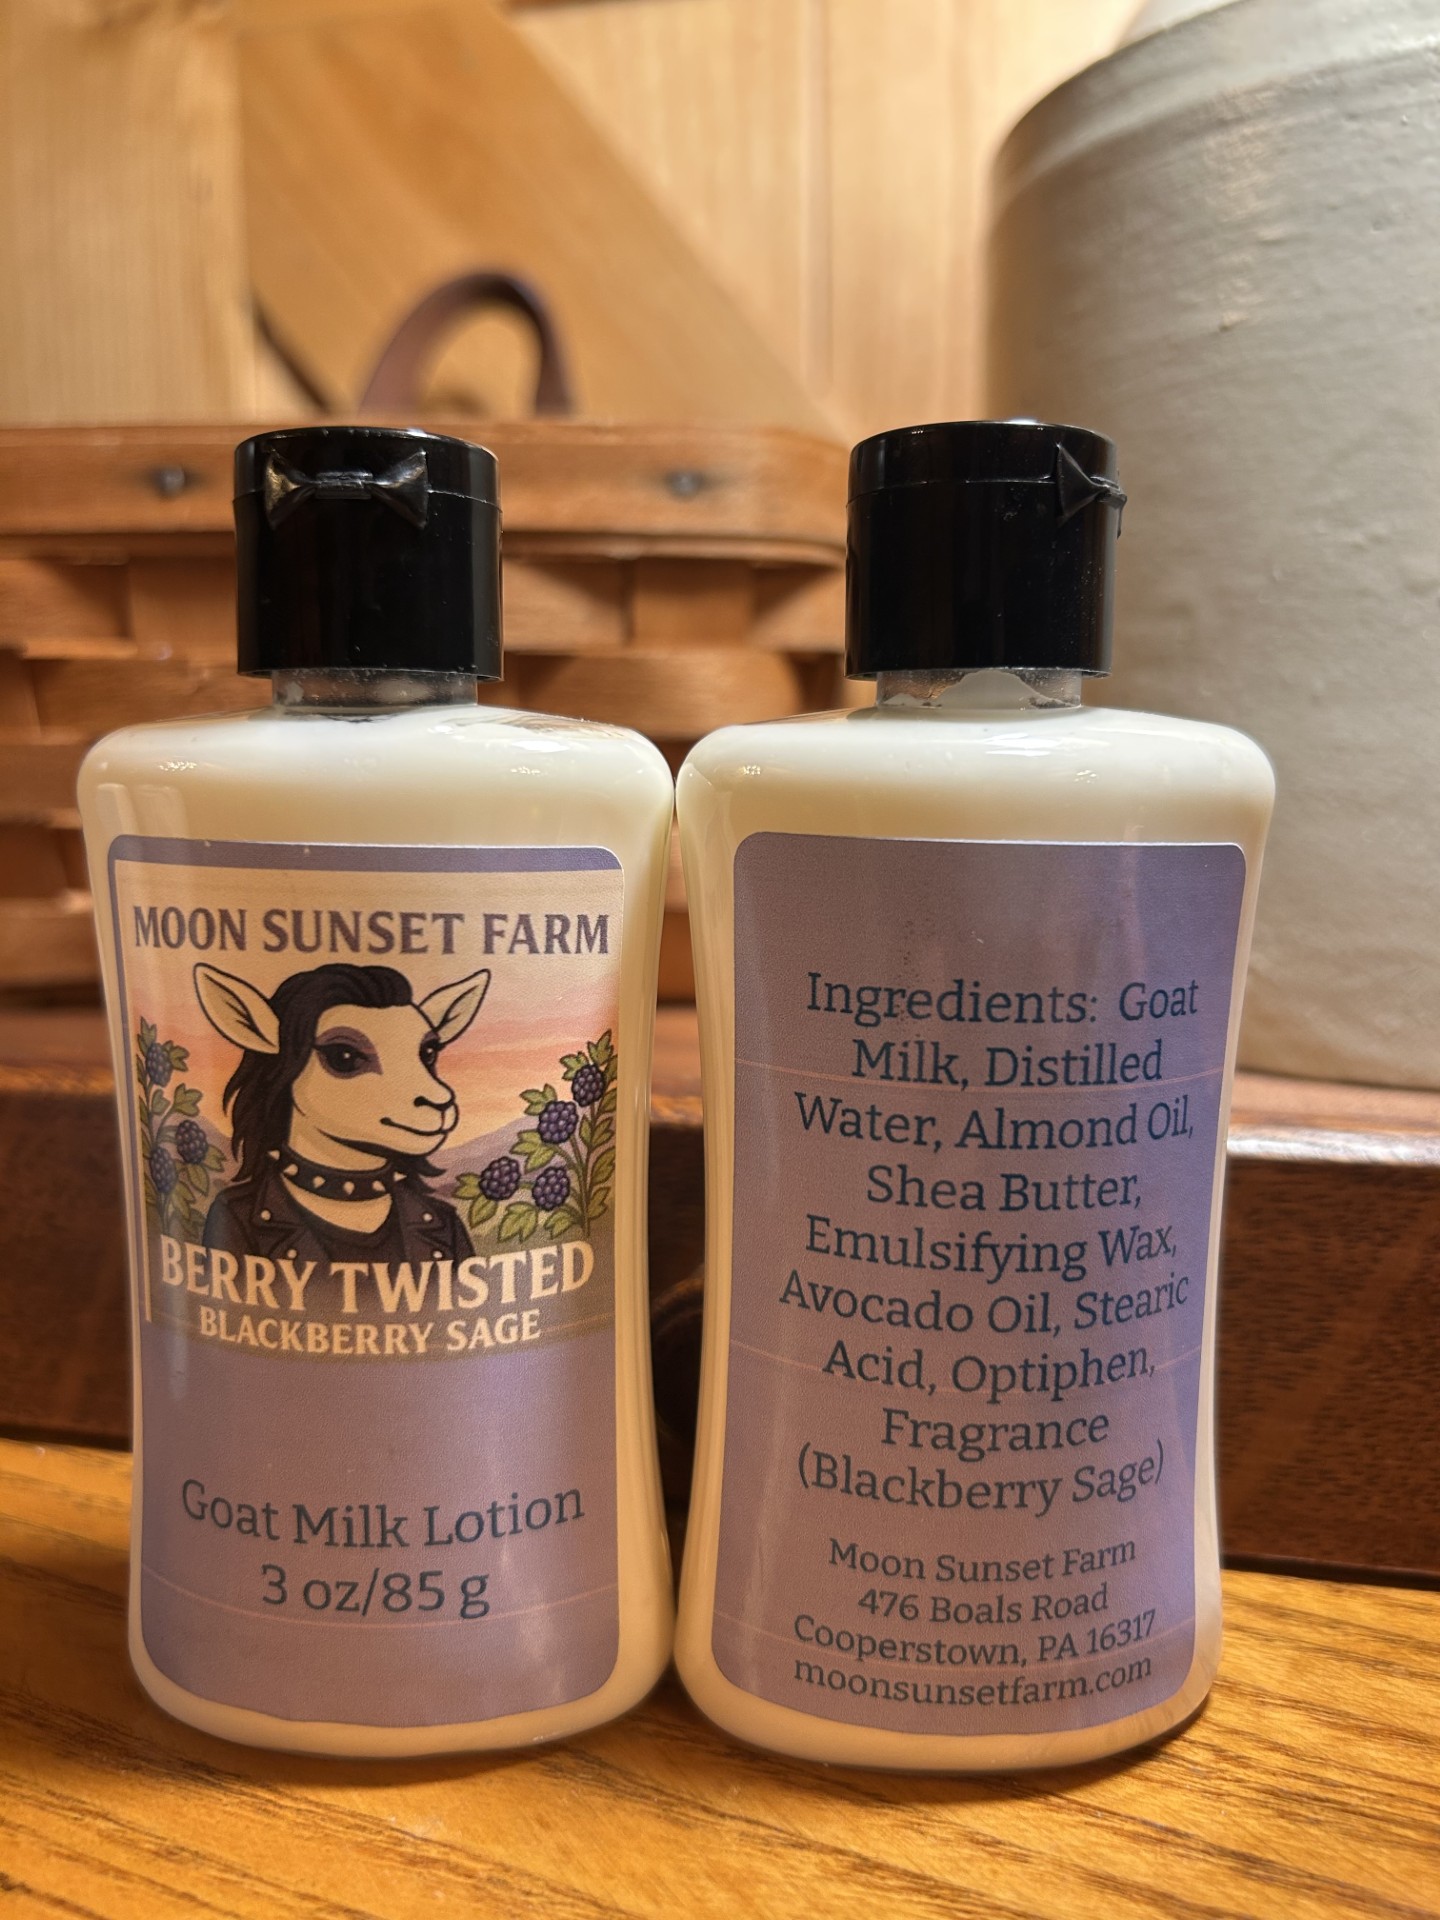 MOON SUNSET FARM
BERRY TWISTED
BLACKBERRY SAGE
Goat Milk Lotion
3 oz/85 g
Ingredients: Goat
Milk, Distilled
Water, Almond Oil,
Shea Butter,
Emulsifying Wax,
Avocado Oil, Stearic
Acid, Optiphen,
Fragrance
(Blackberry Sage)
Moon Sunset Farm
476 Boals Road
Cooperstown, PA 16317
moonsunsetfarm.com